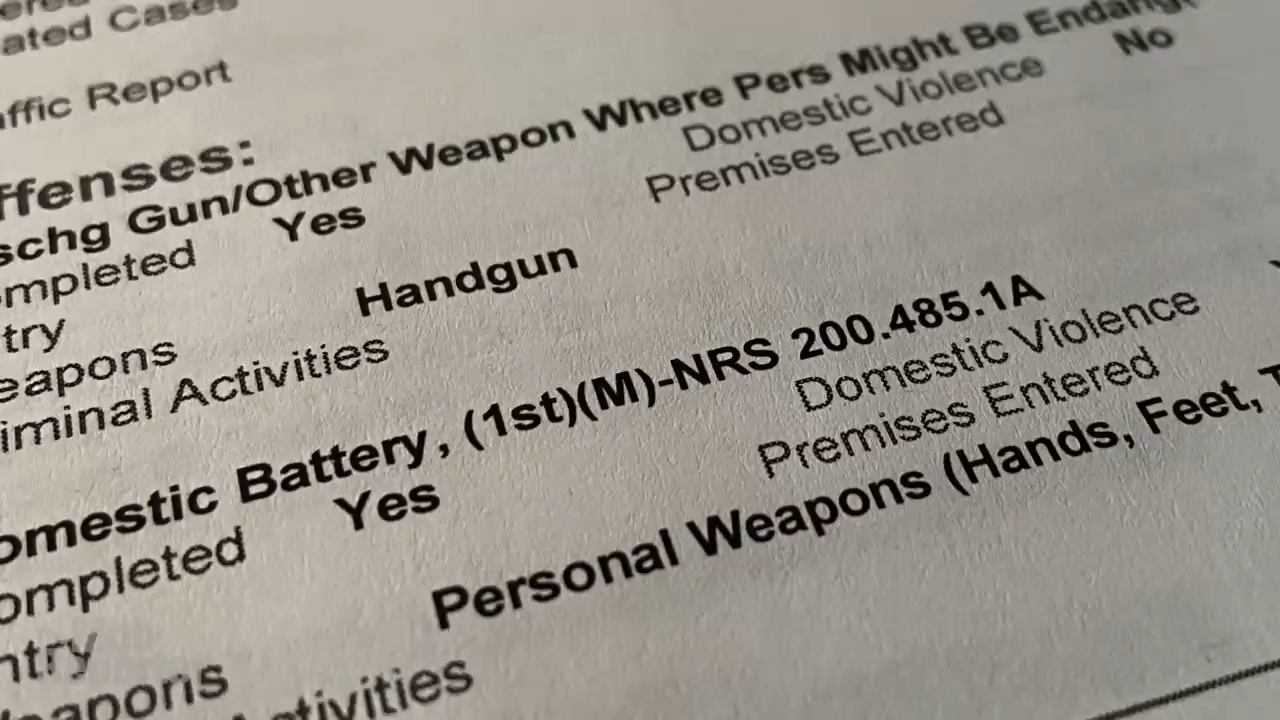 ated Cases
affic Report
ffenses:
schg Gun/Other Weapon Where Pers Might Be Endang
ompleted Yes Domestic Violence No
try Premises Entered
eapons Handgun
iminal Activities
omestic Battery, (1st)(M)-NRS 200.485.1A
ompleted Yes Domestic Violence
ntry Premises Entered
eapons Personal Weapons (Hands, Feet, T
ctivities